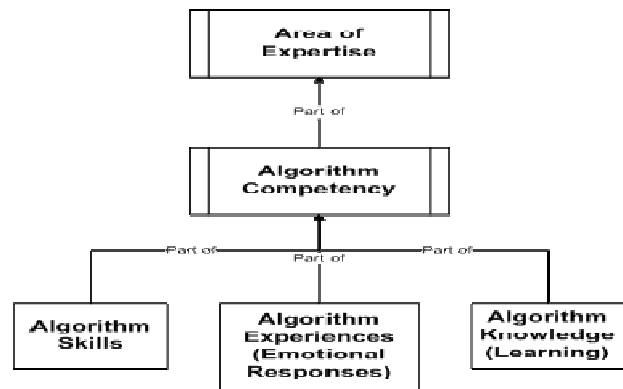 Area of
Expertise
Part of
Algorithm
Competency
Part of
Part of
Part of
Algorithm
Skills
Algorithm
Experiences
(Emotional
Responses)
Algorithm
Knowledge
(Learning)